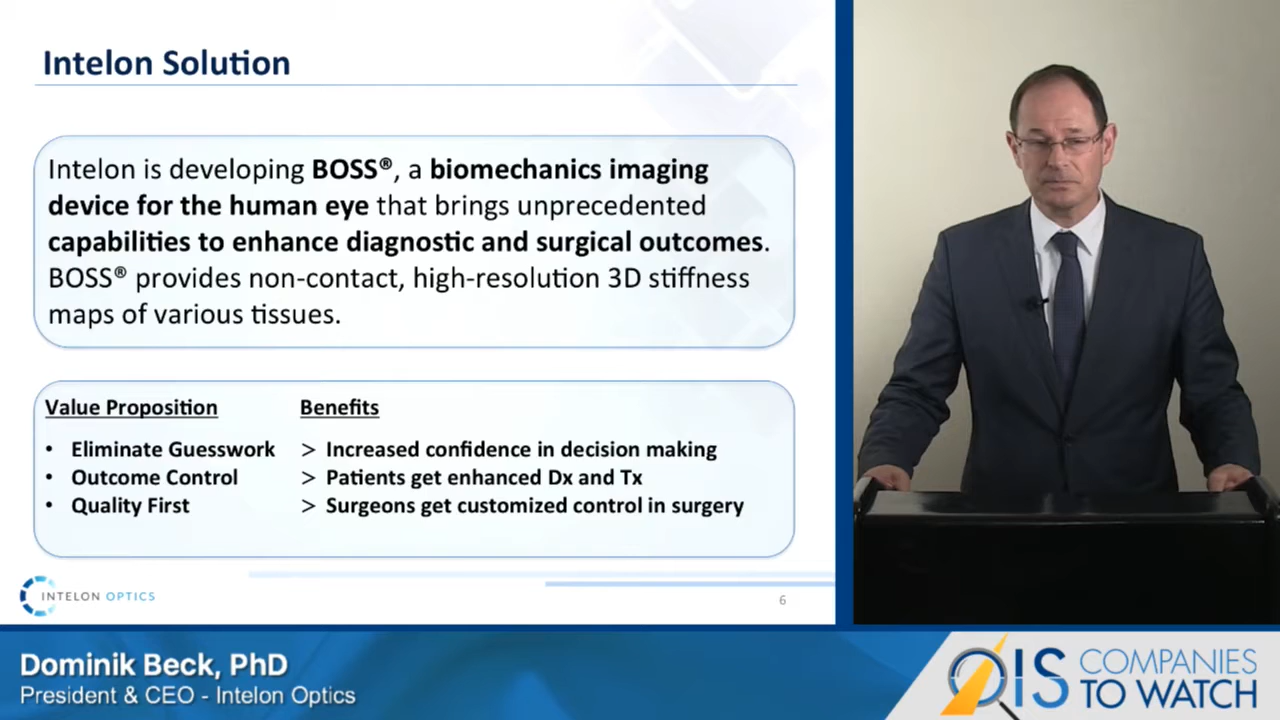 Intelon Solution
Intelon is developing BOSS®, a biomechanics imaging
device for the human eye that brings unprecedented
capabilities to enhance diagnostic and surgical outcomes.
BOSS® provides non-contact, high-resolution 3D stiffness
maps of various tissues.
Value Proposition Benefits
• Eliminate Guesswork > Increased confidence in decision making
• Outcome Control > Patients get enhanced Dx and Tx
• Quality First > Surgeons get customized control in surgery
INTELON OPTICS
6
Dominik Beck, PhD
President & CEO - Intelon Optics
OIS COMPANIES
TO WATCH